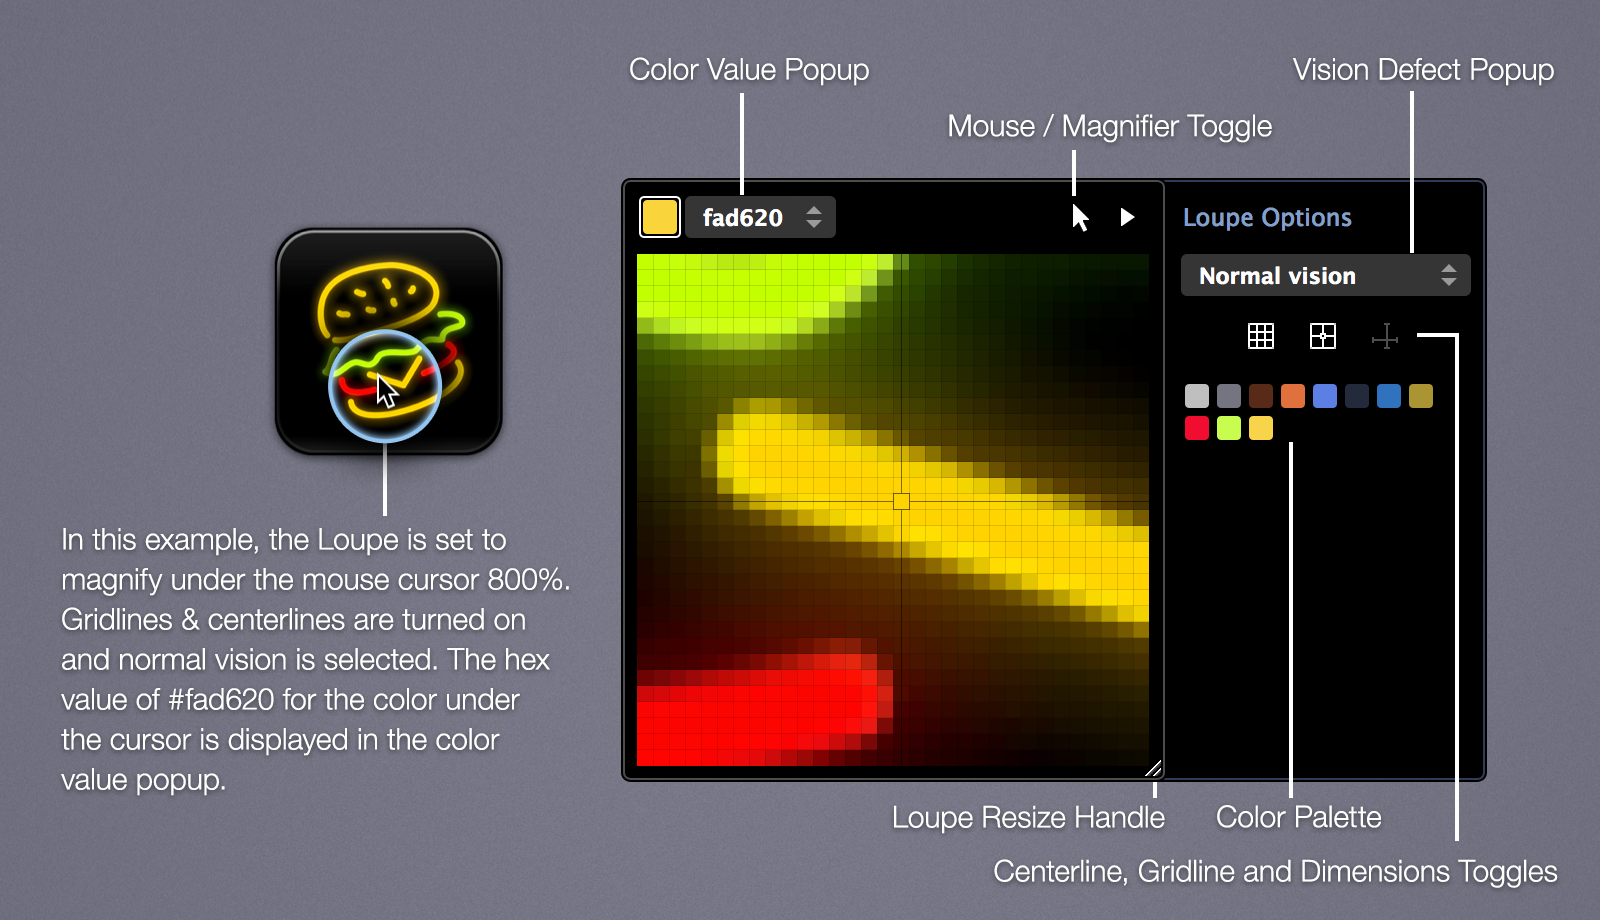 Color Value Popup
Vision Defect Popup
Mouse / Magnifier Toggle
fad620
Loupe Options
Normal vision
In this example, the Loupe is set to
magnify under the mouse cursor 800%.
Gridlines & centerlines are turned on
and normal vision is selected. The hex
value of #fad620 for the color under
the cursor is displayed in the color
value popup.
Loupe Resize Handle
Color Palette
Centerline, Gridline and Dimensions Toggles